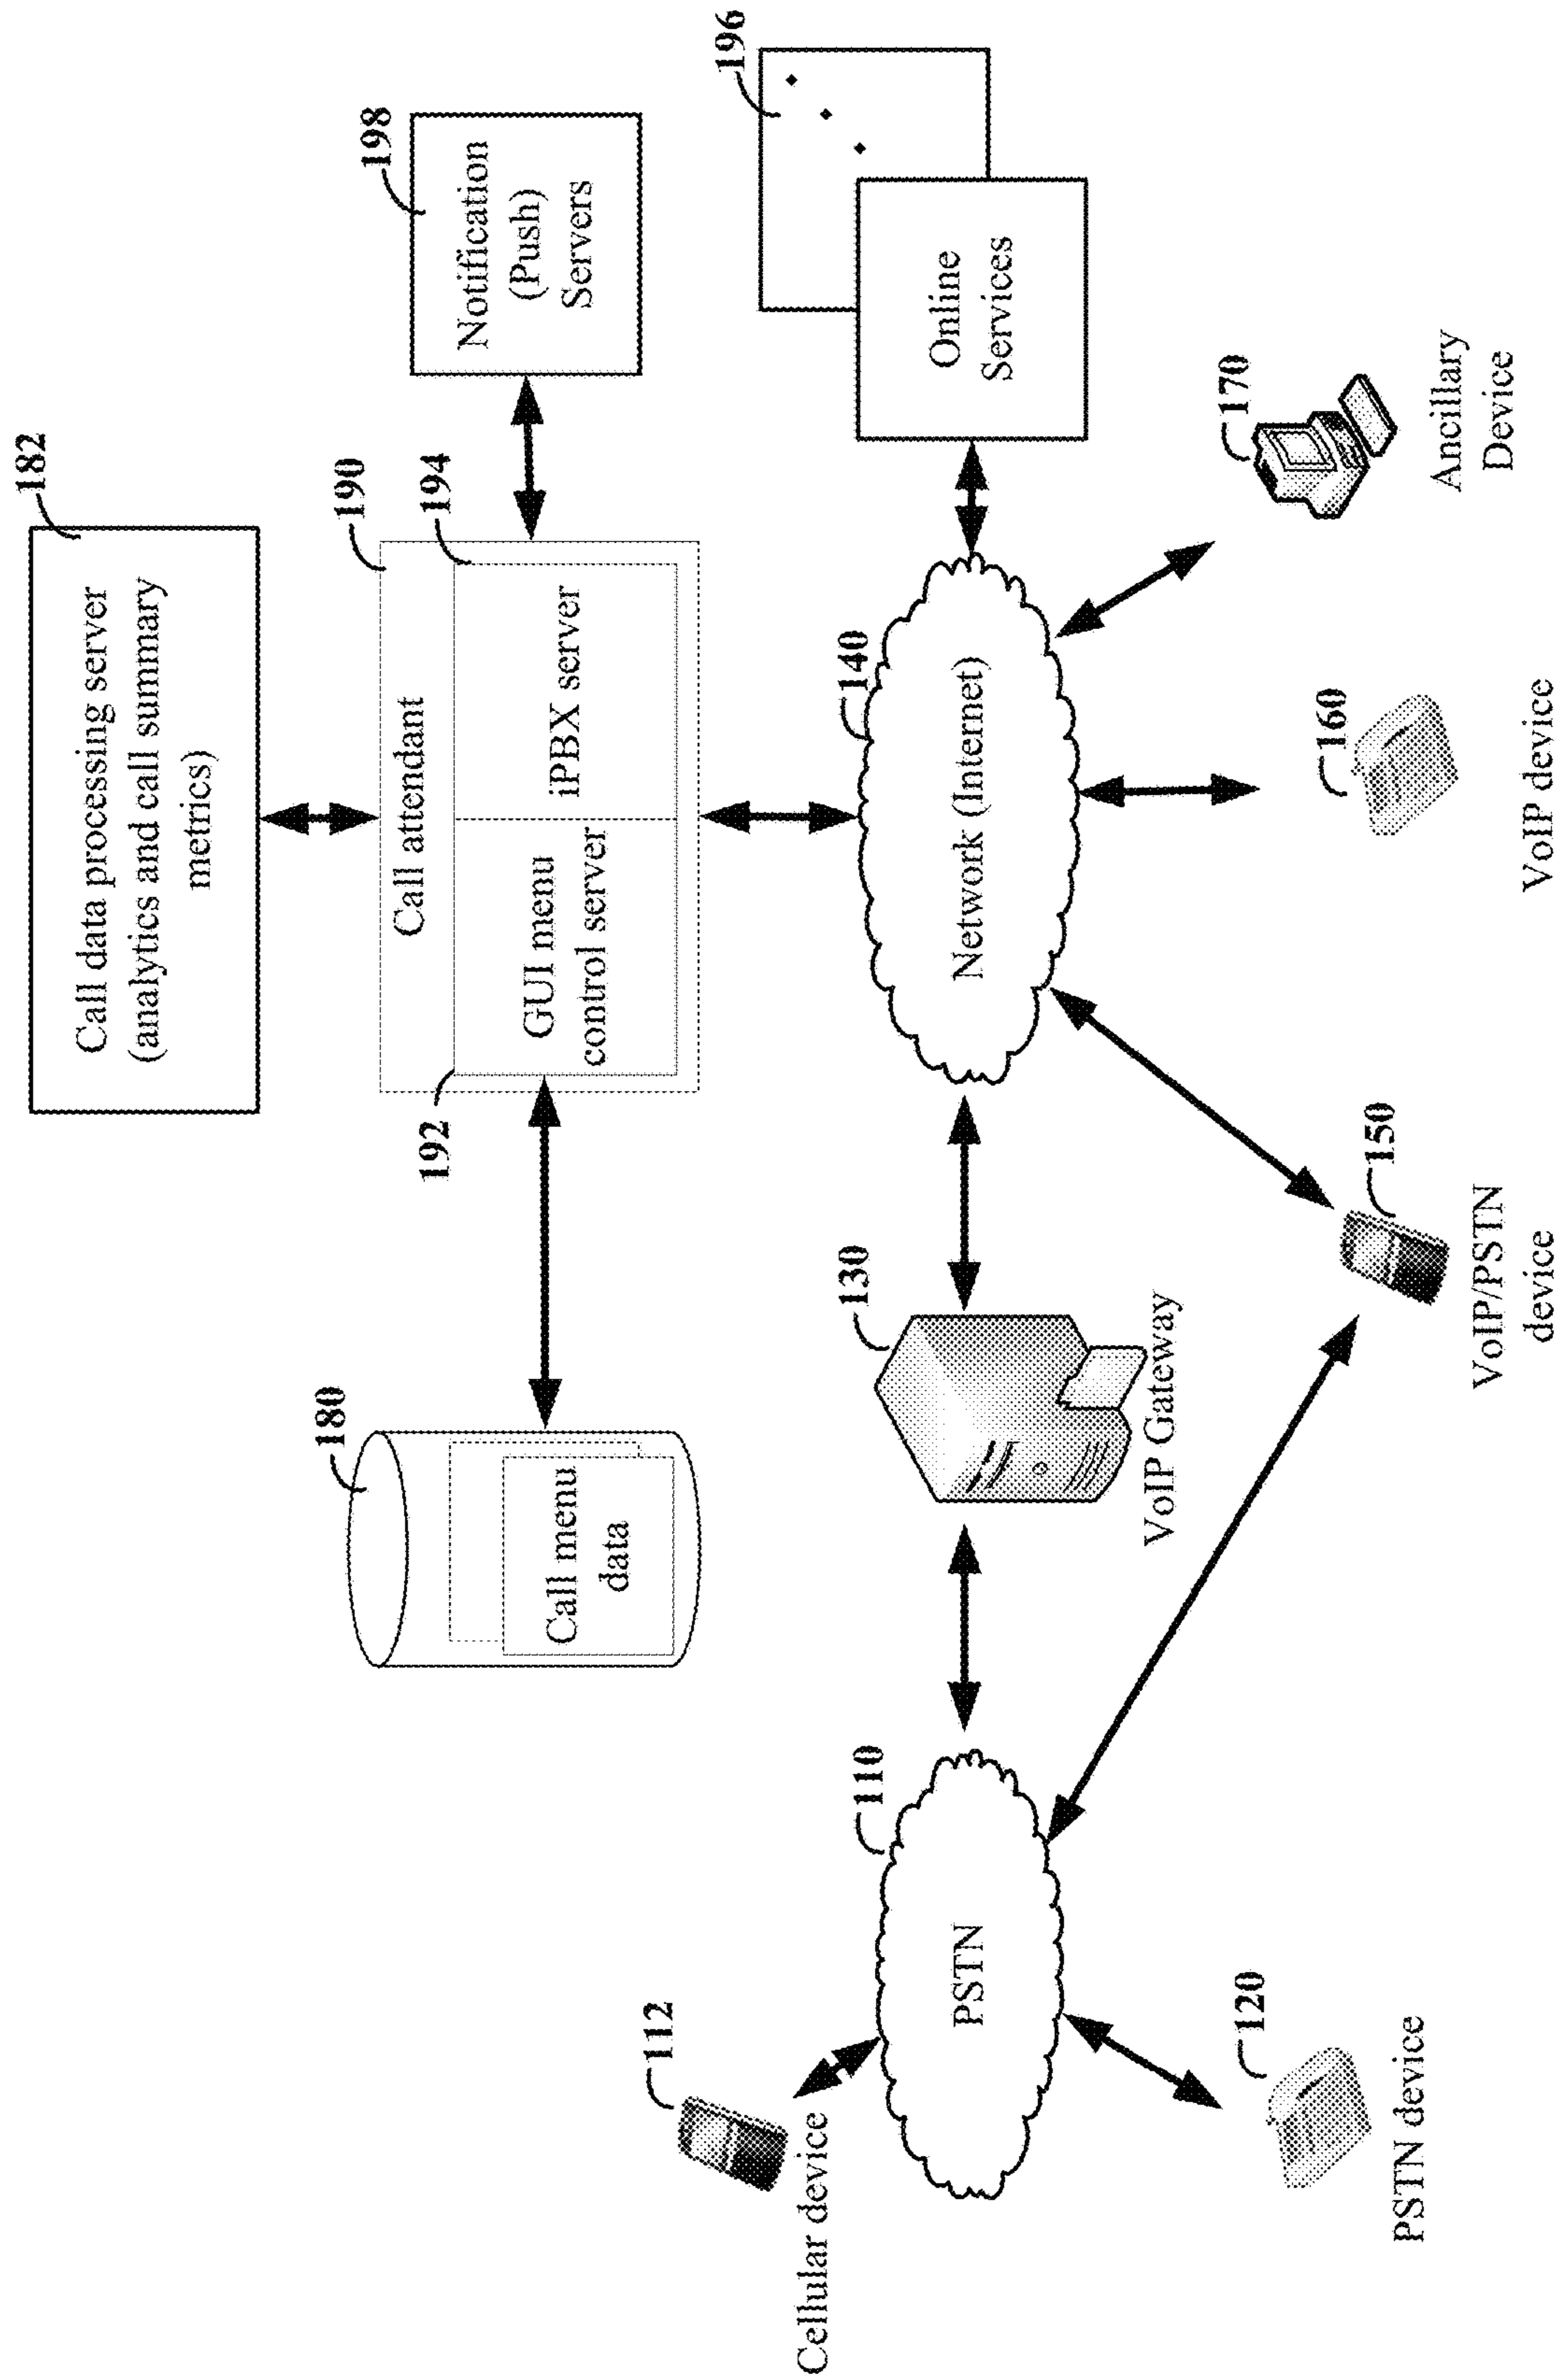 182
Call data processing server
(analytics and call summary
metrics)
180
Call menu
data
192
190
Call attendant
194
GUI menu
control server
iPBX server
198
Notification
(Push)
Servers
112
Cellular device
110
PSTN
130
VoIP Gateway
140
Network (Internet)
196
Online
Services
120
PSTN device
150
VoIP/PSTN
device
160
VoIP device
170
Ancillary
Device